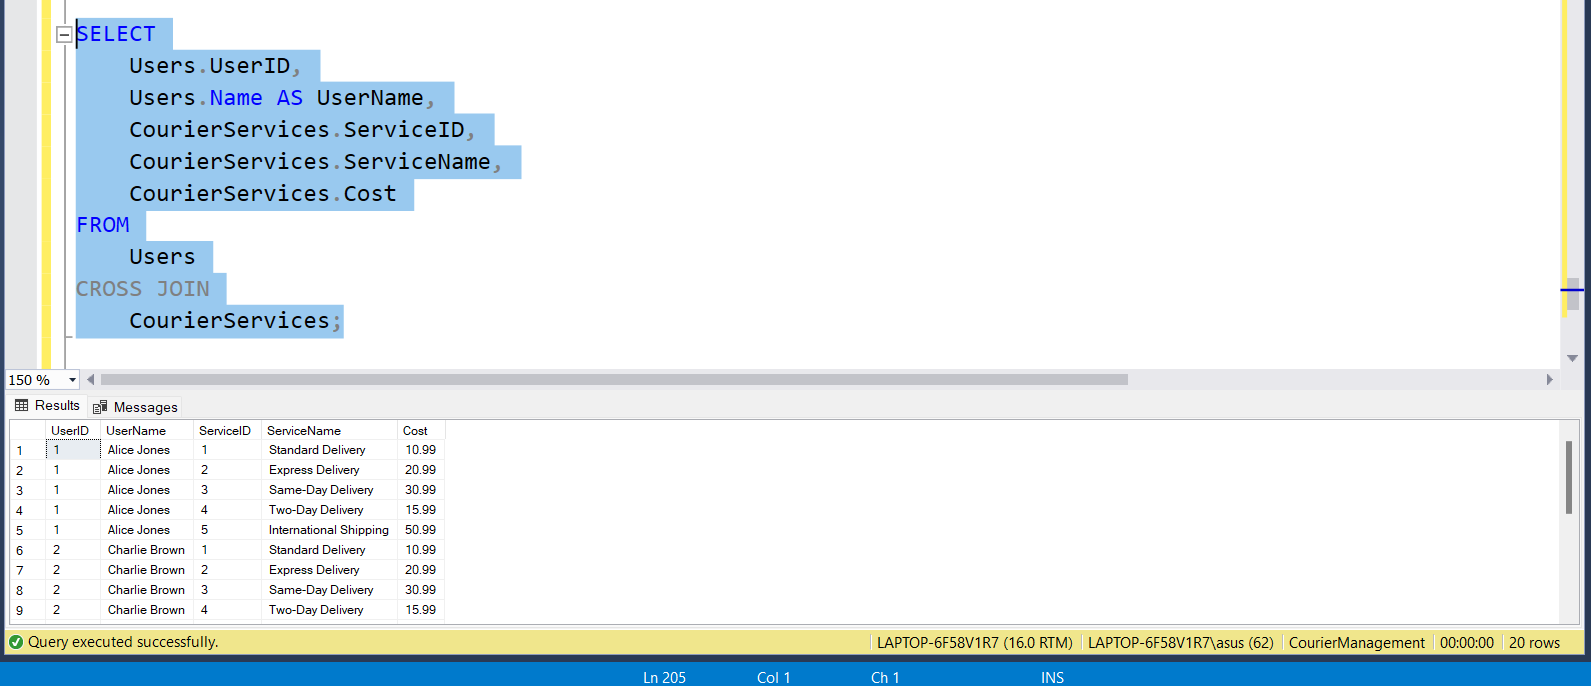 SELECT
Users.UserID,
Users.Name AS UserName,
CourierServices.ServiceID,
CourierServices.ServiceName,
CourierServices.Cost
FROM
Users
CROSS JOIN
CourierServices;
150 %
Results Messages
UserID UserName ServiceID ServiceName Cost
1 1 Alice Jones 1 Standard Delivery 10.99
2 1 Alice Jones 2 Express Delivery 20.99
3 1 Alice Jones 3 Same-Day Delivery 30.99
4 1 Alice Jones 4 Two-Day Delivery 15.99
5 1 Alice Jones 5 International Shipping 50.99
6 2 Charlie Brown 1 Standard Delivery 10.99
7 2 Charlie Brown 2 Express Delivery 20.99
8 2 Charlie Brown 3 Same-Day Delivery 30.99
9 2 Charlie Brown 4 Two-Day Delivery 15.99
Query executed successfully. LAPTOP-6F58V1R7 (16.0 RTM) LAPTOP-6F58V1R7\asus (62) CourierManagement 00:00:00 20 rows
Ln 205 Col 1 Ch 1 INS